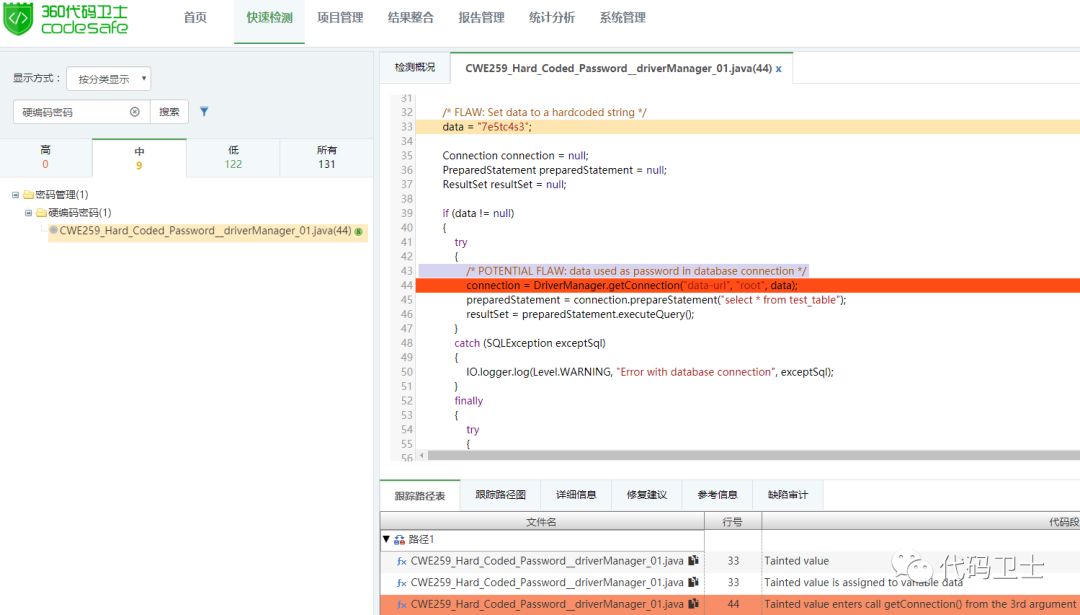 360代码卫士
codesafe
首页 快速检测 项目管理 结果整合 报告管理 统计分析 系统管理
显示方式： 按分类显示
硬编码密码 搜索
高 中 低 所有
0 9 122 131
密码管理(1)
硬编码密码(1)
CWE259_Hard_Coded_Password__driverManager_01.java(44)
检测概况 CWE259_Hard_Coded_Password__driverManager_01.java(44) x
31
32 /* FLAW: Set data to a hardcoded string */
33 data = "7e5tc4s3";
34
35 Connection connection = null;
36 PreparedStatement preparedStatement = null;
37 ResultSet resultSet = null;
38
39 if (data != null)
40 {
41 try
42 {
43 /* POTENTIAL FLAW: data used as password in database connection */
44 connection = DriverManager.getConnection("data-url", "root", data);
45 preparedStatement = connection.prepareStatement("select * from test_table");
46 resultSet = preparedStatement.executeQuery();
47 }
48 catch (SQLException exceptSql)
49 {
50 IO.logger.log(Level.WARNING, "Error with database connection", exceptSql);
51 }
52 finally
53 {
54 try
55 {
56
跟踪路径表 跟踪路径图 详细信息 修复建议 参考信息 缺陷审计
文件名 行号 代码段
路径1
fx CWE259_Hard_Coded_Password__driverManager_01.java 33 Tainted value
fx CWE259_Hard_Coded_Password__driverManager_01.java 33 Tainted value is assigned to variable data
fx CWE259_Hard_Coded_Password__driverManager_01.java 44 Tainted value enters call getConnection() from the 3rd argument
代码卫士